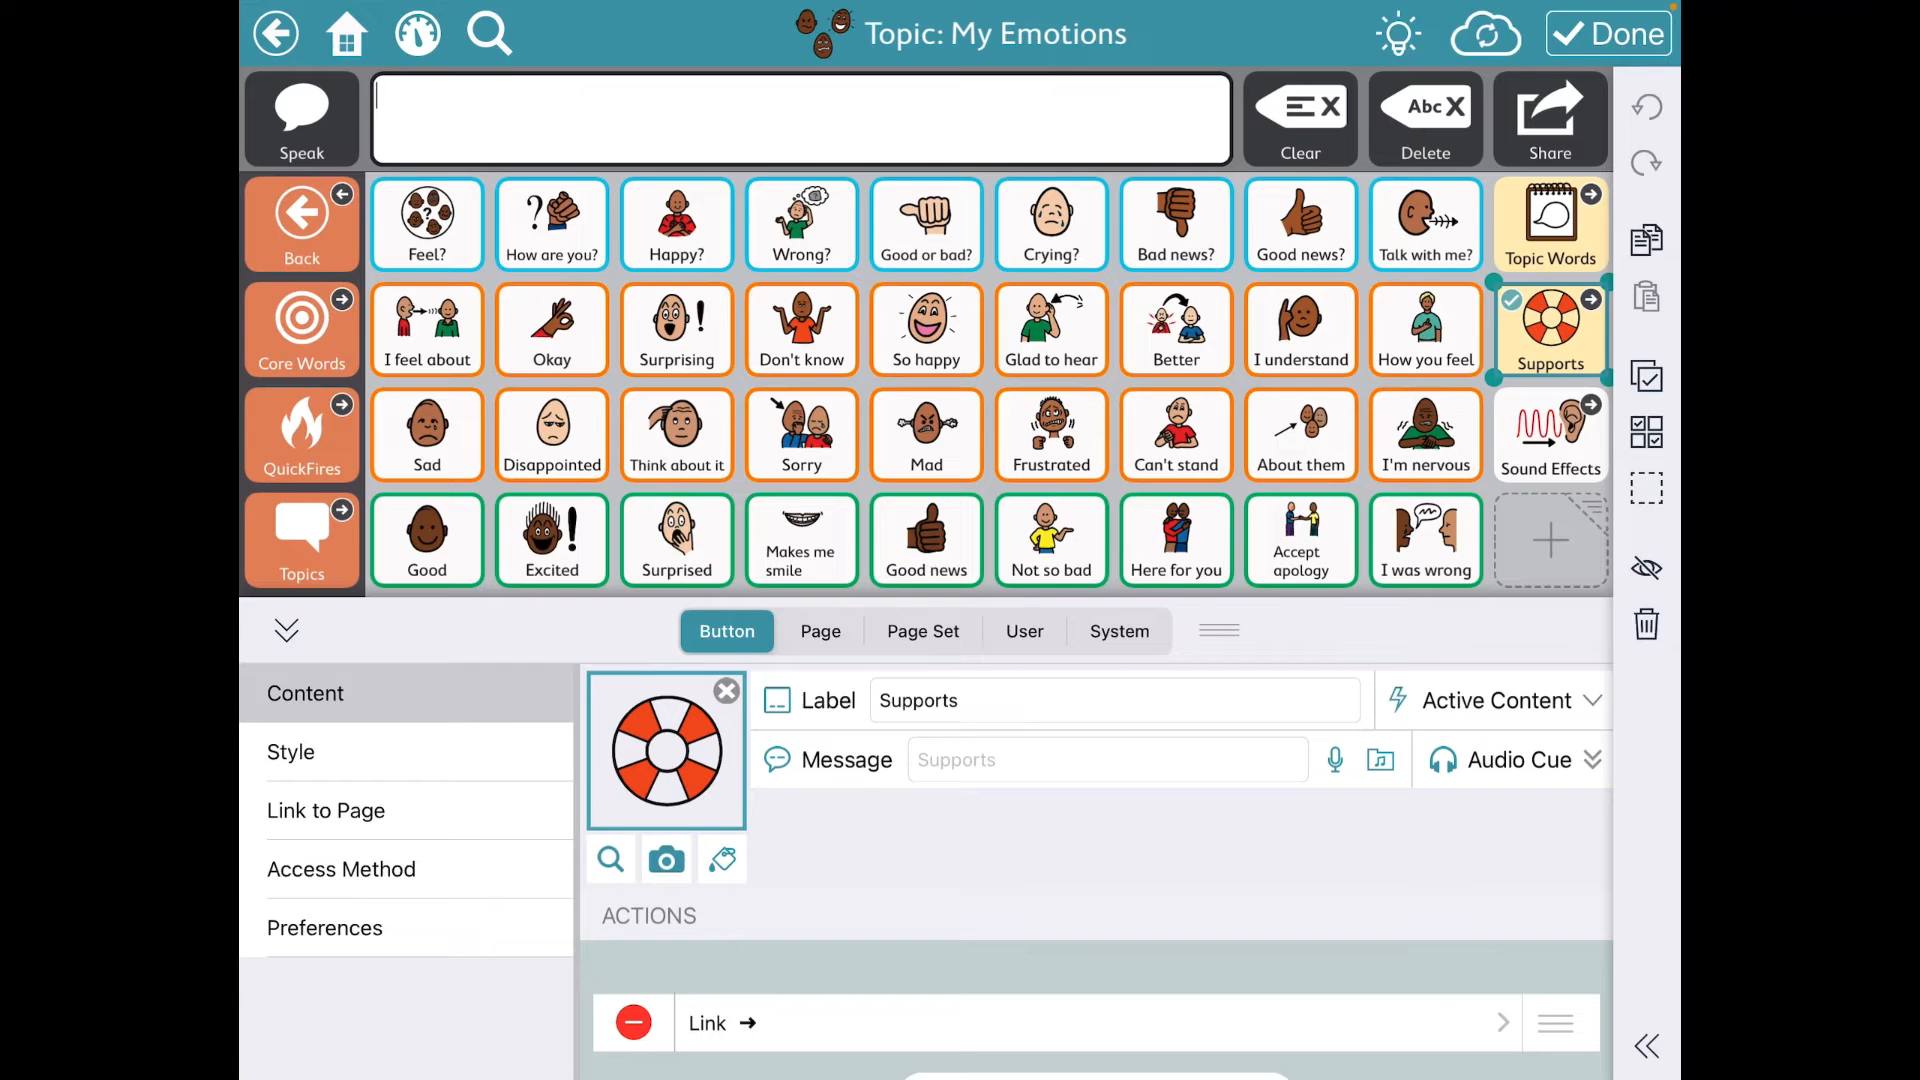 Topic: My Emotions
Done
Speak
X
Clear
Abc X
Delete
Share
Back
Feel?
How are you?
Happy?
Wrong?
Good or bad?
Crying?
Bad news?
Good news?
Talk with me?
Topic Words
Core Words
I feel about
Okay
Surprising
Don't know
So happy
Glad to hear
Better
I understand
How you feel
Supports
QuickFires
Sad
Disappointed
Think about it
Sorry
Mad
Frustrated
Can't stand
About them
I'm nervous
Sound Effects
Topics
Good
Excited
Surprised
Makes me
smile
Good news
Not so bad
Here for you
Accept
apology
I was wrong
Button
Page
Page Set
User
System
Content
Style
Link to Page
Access Method
Preferences
Label
Supports
Active Content
Message
Supports
Audio Cue
ACTIONS
Link